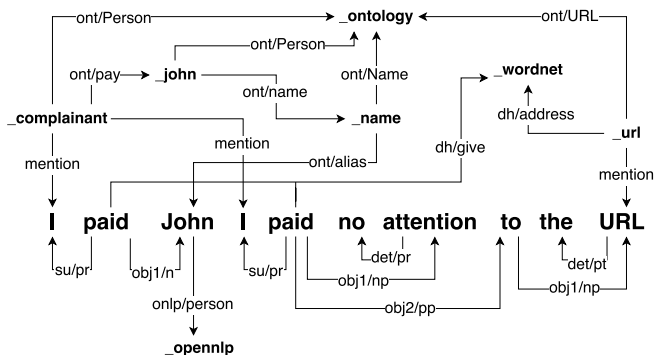 ont/Person _ontology ont/URL
ont/Person
ont/pay _john ont/Name _wordnet
ont/name dh/address
_complainant _name _url
mention mention ont/alias dh/give mention
I paid John I paid no attention to the URL
su/pr obj1/n su/pr det/pr det/pt
obj1/np obj1/np
onlp/person obj2/pp
_opennlp